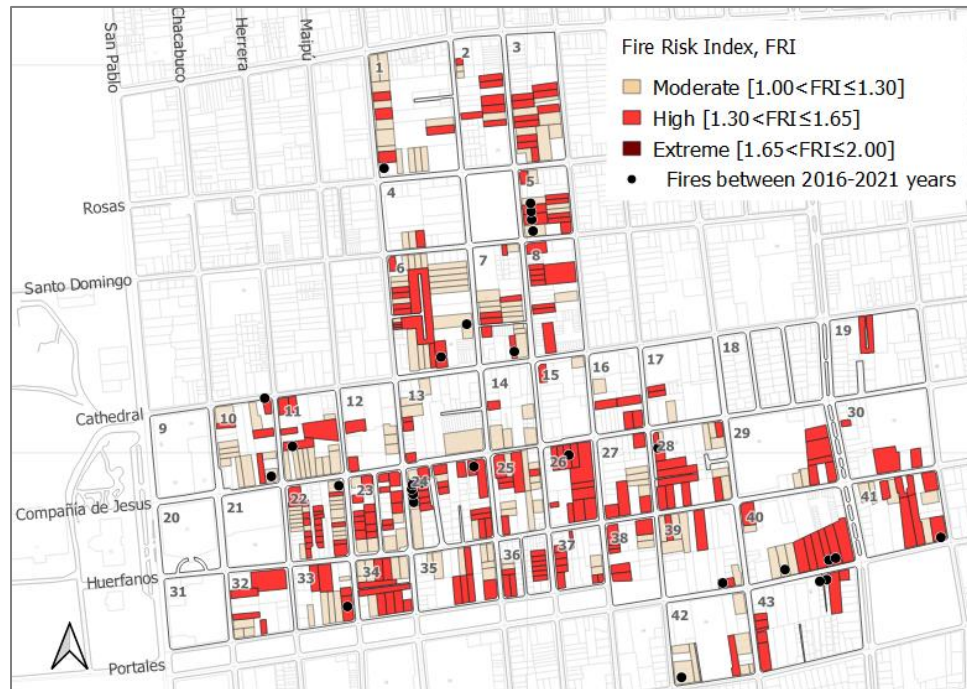 San Pablo
Chacabuco
Herrera
Maipú
Fire Risk Index, FRI
Moderate [1.00<FRI≤1.30]
High [1.30<FRI≤1.65]
Extreme [1.65<FRI≤2.00]
Fires between 2016-2021 years
1
2
3
Rosas
4
5
Santo Domingo
6
7
8
Cathedral
9
10
11
12
13
14
15
16
17
18
19
Compañía de Jesus
20
21
22
23
24
25
26
27
28
29
30
Huerfanos
31
32
33
34
35
36
37
38
39
40
41
Portales
42
43